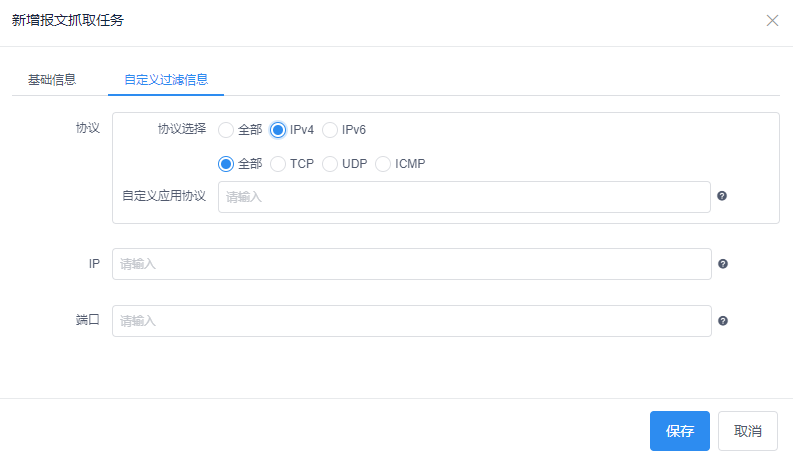 新增报文抓取任务
基础信息 自定义过滤信息
协议 协议选择 全部 IPv4 IPv6
全部 TCP UDP ICMP
自定义应用协议 请输入
IP 请输入
端口 请输入
保存 取消